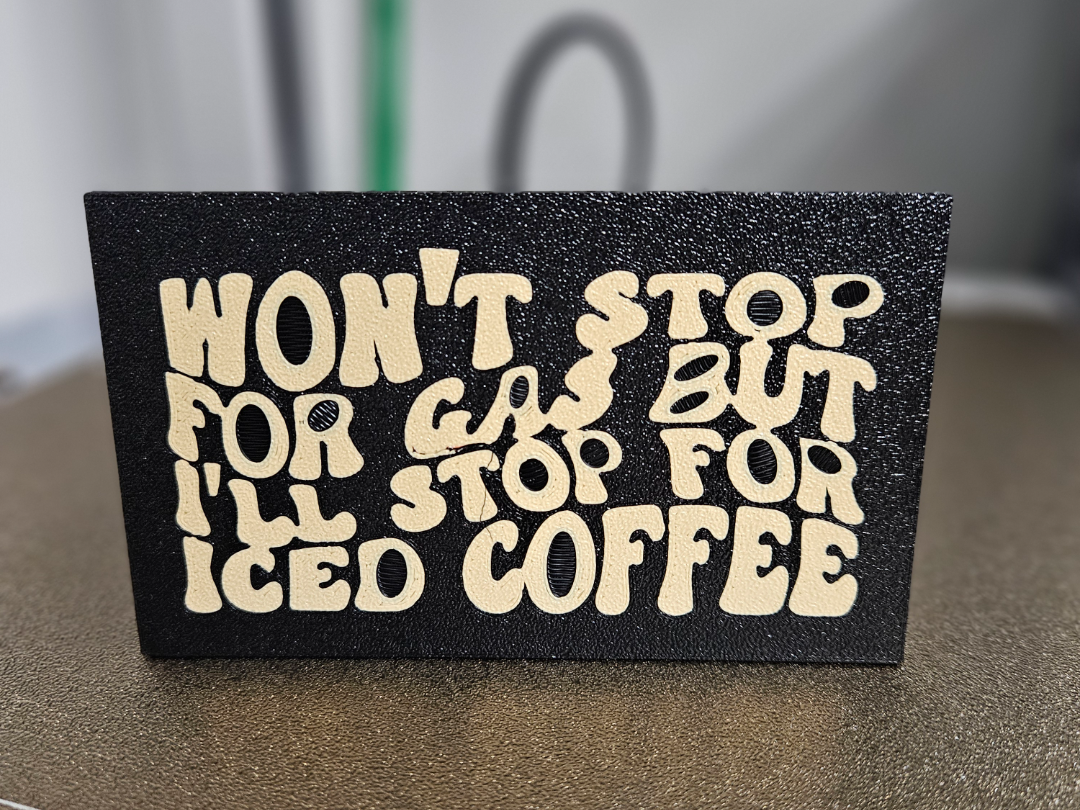 WON'T STOP
FOR GAS BUT
I'LL STOP FOR
ICED COFFEE